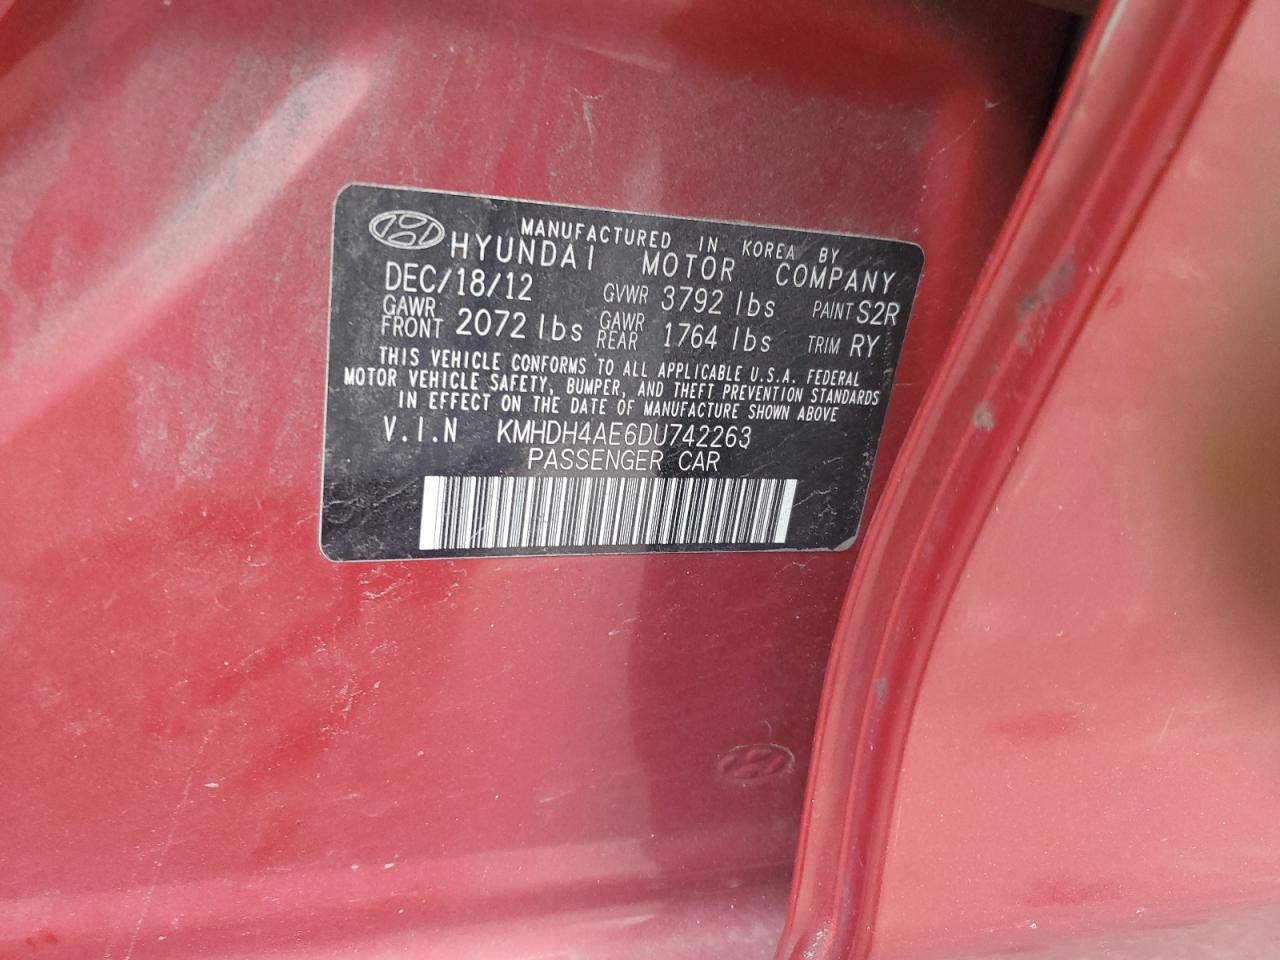 MANUFACTURED IN KOREA BY
HYUNDAI MOTOR COMPANY
DEC/18/12 GVWR 3792 lbs PAINT S2R
GAWR FRONT 2072 lbs GAWR REAR 1764 lbs TRIM RY
THIS VEHICLE CONFORMS TO ALL APPLICABLE U.S.A. FEDERAL
MOTOR VEHICLE SAFETY, BUMPER, AND THEFT PREVENTION STANDARDS
IN EFFECT ON THE DATE OF MANUFACTURE SHOWN ABOVE
V.I.N KMHDH4AE6DU742263
PASSENGER CAR